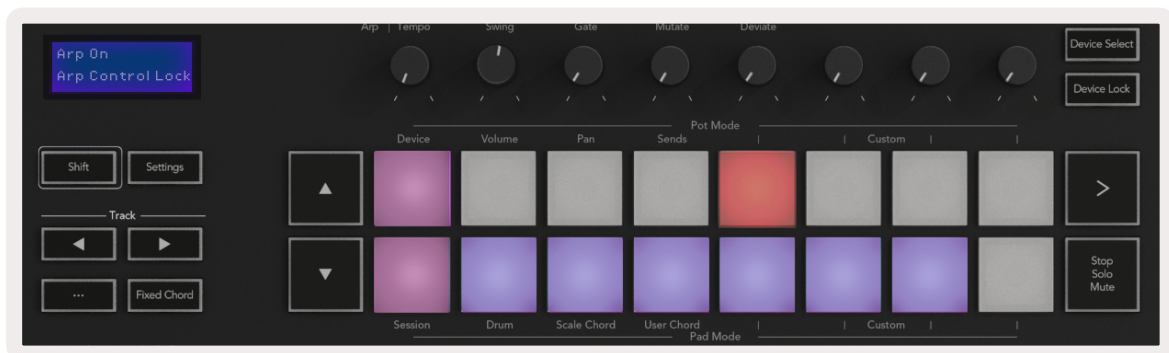 Arp On
Arp Control Lock
Arp | Tempo
Swing
Gate
Mutate
Deviate
Device Select
Device Lock
Pot Mode
Device
Volume
Pan
Sends
Custom
Shift
Settings
Track
Fixed Chord
...
Stop
Solo
Mute
Session
Drum
Scale Chord
User Chord
Custom
Pad Mode